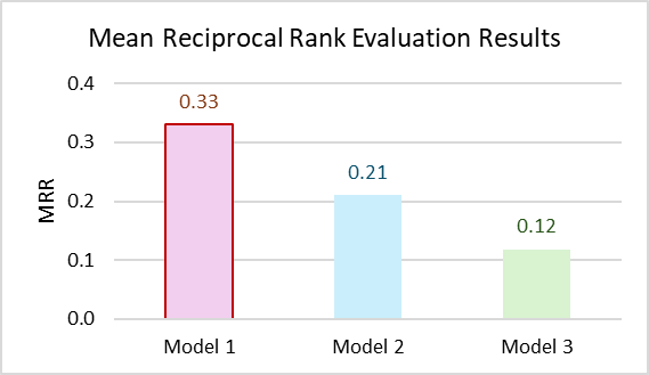 Mean Reciprocal Rank Evaluation Results
MRR
0.4
0.3
0.2
0.1
0.0
0.33
0.21
0.12
Model 1
Model 2
Model 3